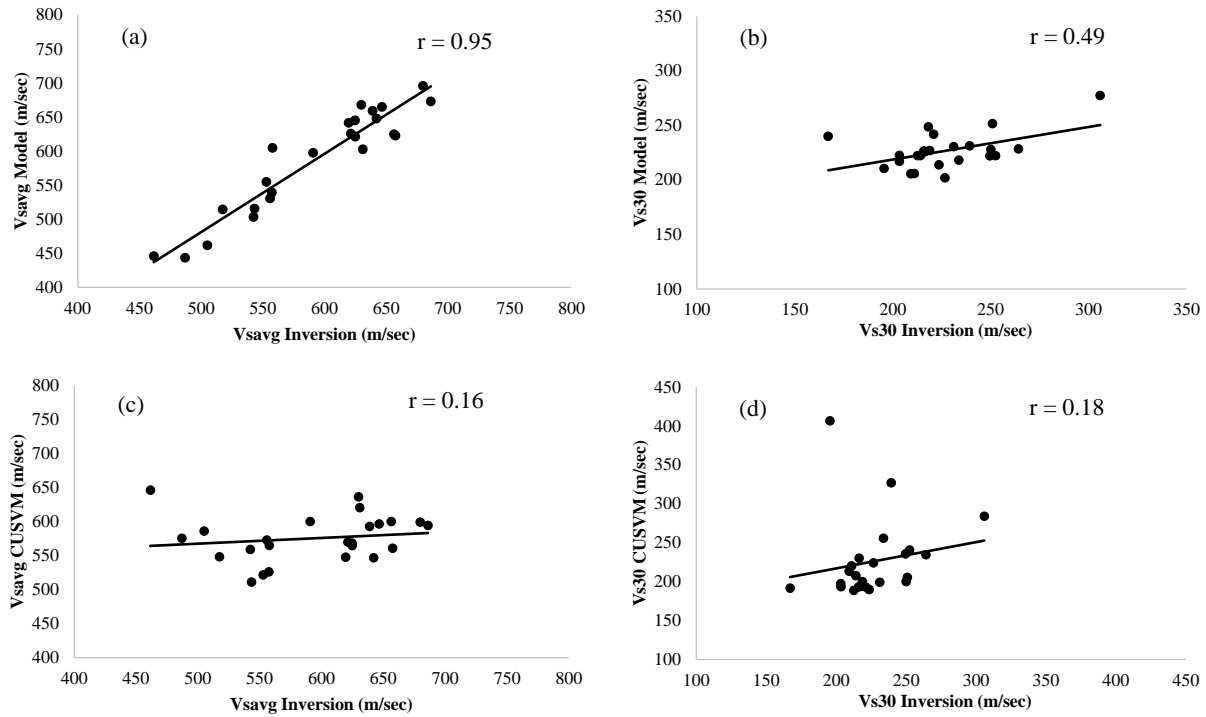 (a)
r = 0.95
800
750
700
650
600
550
500
450
400
Vsavg Model (m/sec)
400 450 500 550 600 650 700 750 800
Vsavg Inversion (m/sec)
(b)
r = 0.49
350
300
250
200
150
100
Vs30 Model (m/sec)
100 150 200 250 300 350
Vs30 Inversion (m/sec)
(c)
r = 0.16
800
750
700
650
600
550
500
450
400
Vsavg CUSVM (m/sec)
400 450 500 550 600 650 700 750 800
Vsavg Inversion (m/sec)
(d)
r = 0.18
450
400
350
300
250
200
150
100
Vs30 CUSVM (m/sec)
100 150 200 250 300 350 400 450
Vs30 Inversion (m/sec)